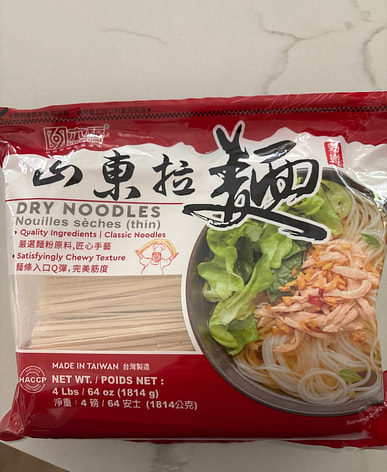 山東拉麵
DRY NOODLES
Nouilles sèches (thin)
• Quality Ingredients | Classic Noodles
嚴選麵粉原料,匠心手藝
• Satisfyingly Chewy Texture
麵條入口Q彈,完美筋度
MADE IN TAIWAN 台灣製造
HACCP
NET WT. / POIDS NET :
4 Lbs / 64 oz (1814 g)
淨重:4 磅 / 64 安士 (1814公克)